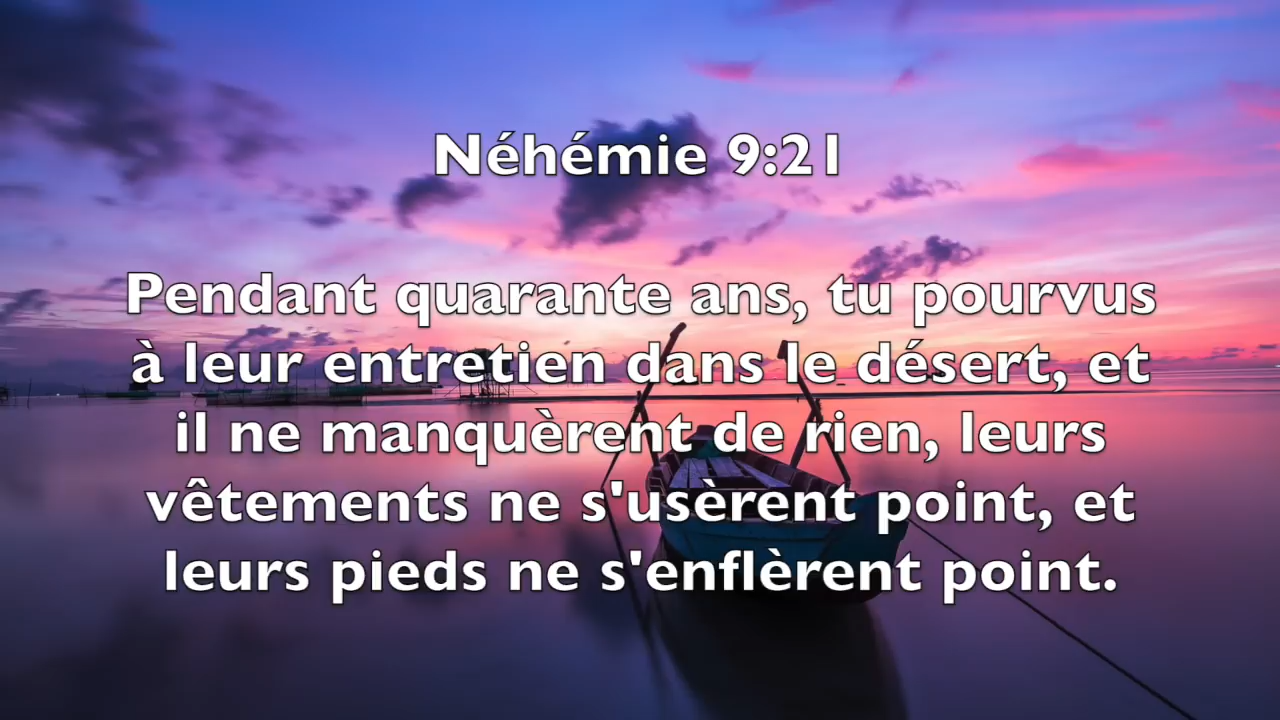 Néhémie 9:21
Pendant quarante ans, tu pourvus
à leur entretien dans le désert, et
il ne manquèrent de rien, leurs
vêtements ne s'usèrent point, et
leurs pieds ne s'enflèrent point.